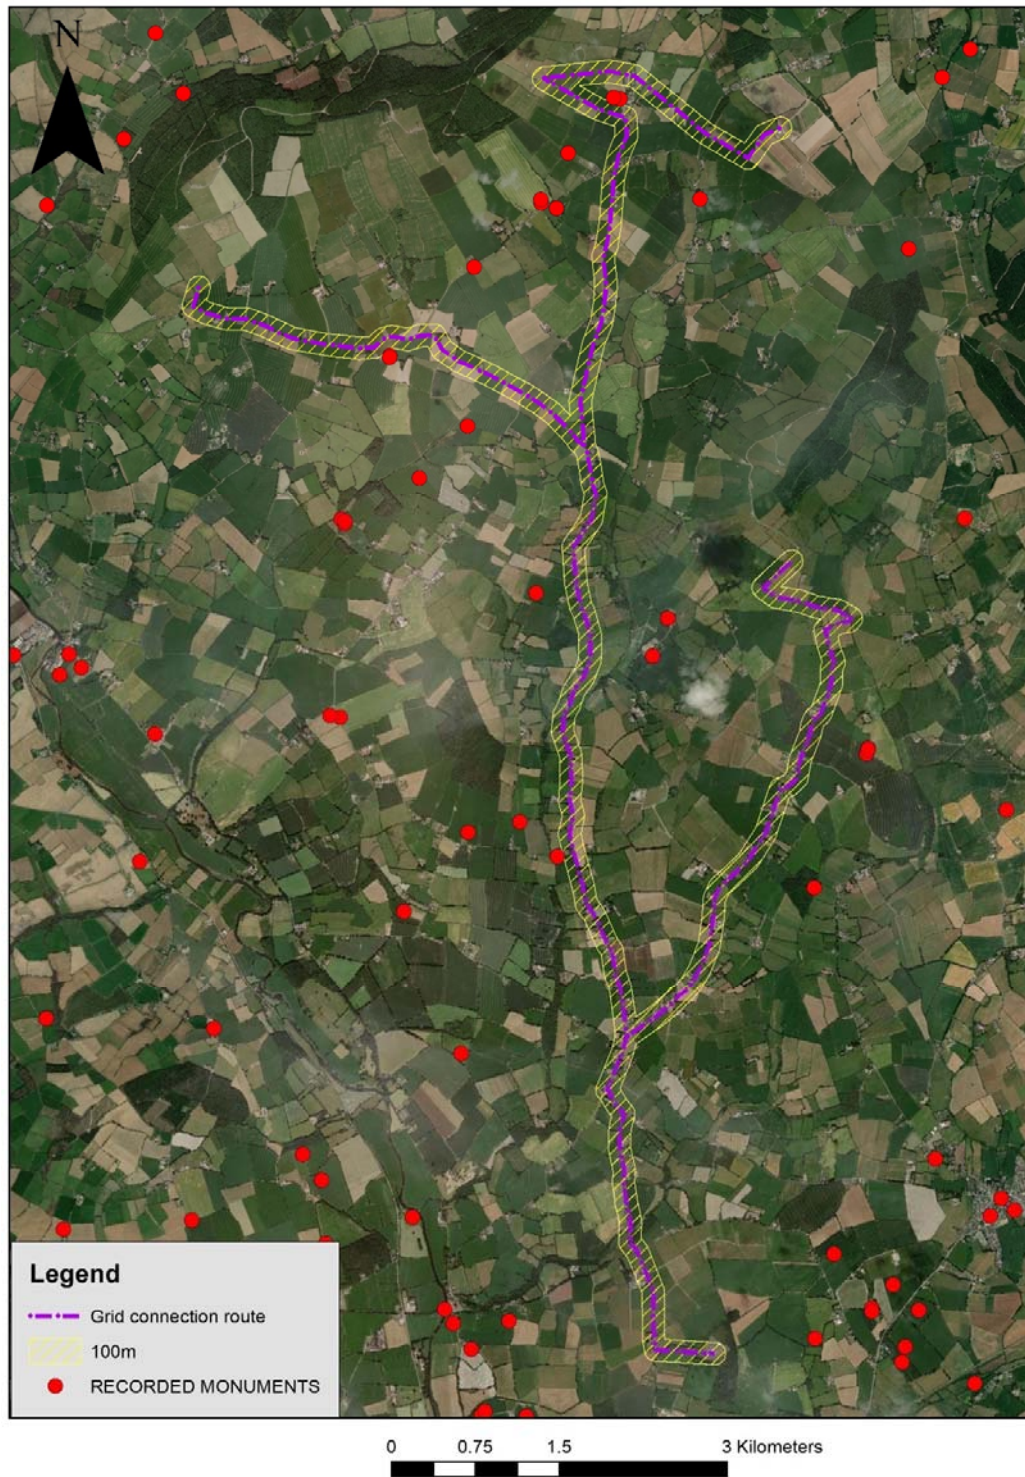 N
Legend
Grid connection route
100m
RECORDED MONUMENTS
0 0.75 1.5 3 Kilometers